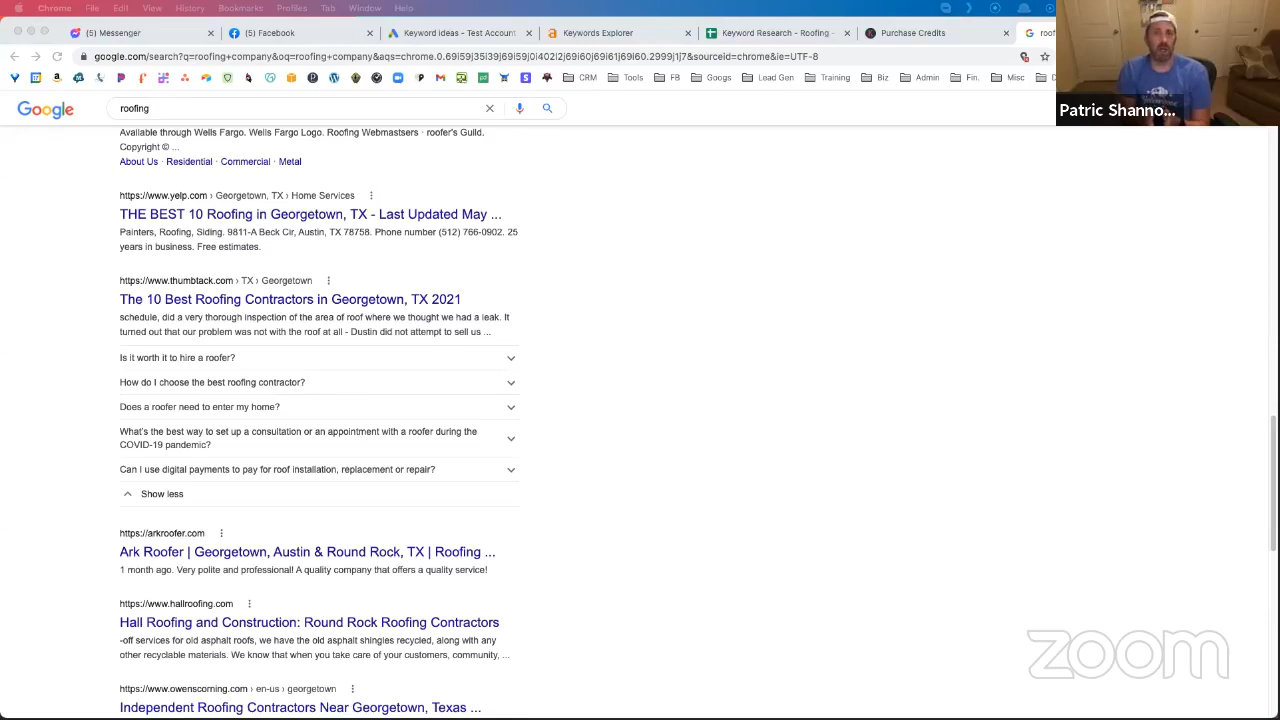 Chrome File Edit View History Bookmarks Profiles Tab Window Help
(5) Messenger (5) Facebook Keyword ideas - Test Account Keywords Explorer Keyword Research - Roofing - Purchase Credits roof
google.com/search?q=roofing+company&oq=roofing+company&aqs=chrome.0.69i59j35i39j69i59j0i402j69i60j69i61j69i60.2999j1j7&sourceid=chrome&ie=UTF-8
CRM Tools FB Googs Lead Gen Training Biz Admin Fin. Misc
Patric Shanno...
Google roofing
Available through Wells Fargo. Wells Fargo Logo. Roofing Webmastsers · roofer's Guild.
Copyright © ...
About Us · Residential · Commercial · Metal
https://www.yelp.com › Georgetown, TX › Home Services
THE BEST 10 Roofing in Georgetown, TX - Last Updated May ...
Painters, Roofing, Siding. 9811-A Beck Cir, Austin, TX 78758. Phone number (512) 766-0902. 25
years in business. Free estimates.
https://www.thumbtack.com › TX › Georgetown
The 10 Best Roofing Contractors in Georgetown, TX 2021
schedule, did a very thorough inspection of the area of roof where we thought we had a leak. It
turned out that our problem was not with the roof at all - Dustin did not attempt to sell us ...
Is it worth it to hire a roofer?
How do I choose the best roofing contractor?
Does a roofer need to enter my home?
What's the best way to set up a consultation or an appointment with a roofer during the
COVID-19 pandemic?
Can I use digital payments to pay for roof installation, replacement or repair?
Show less
https://arkroofer.com
Ark Roofer | Georgetown, Austin & Round Rock, TX | Roofing ...
1 month ago. Very polite and professional! A quality company that offers a quality service!
https://www.hallroofing.com
Hall Roofing and Construction: Round Rock Roofing Contractors
-off services for old asphalt roofs, we have the old asphalt shingles recycled, along with any
other recyclable materials. We know that when you take care of your customers, community, ...
zoom
https://www.owenscorning.com › en-us › georgetown
Independent Roofing Contractors Near Georgetown, Texas ...